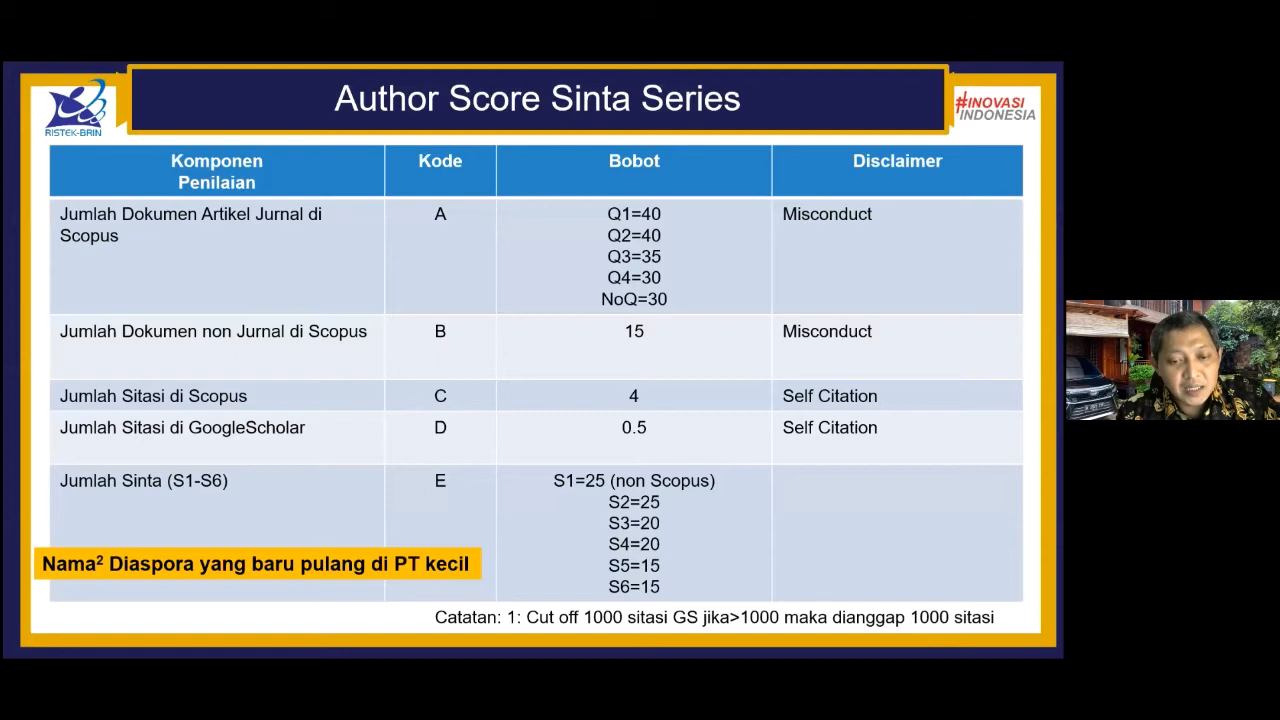 Author Score Sinta Series
RISTEK-BRIN
#INOVASI
INDONESIA
Komponen
Penilaian
Kode
Bobot
Disclaimer
Jumlah Dokumen Artikel Jurnal di
Scopus
A
Q1=40
Q2=40
Q3=35
Q4=30
NoQ=30
Misconduct
Jumlah Dokumen non Jurnal di Scopus
B
15
Misconduct
Jumlah Sitasi di Scopus
C
4
Self Citation
Jumlah Sitasi di GoogleScholar
D
0.5
Self Citation
Jumlah Sinta (S1-S6)
E
S1=25 (non Scopus)
S2=25
S3=20
S4=20
S5=15
S6=15
Nama² Diaspora yang baru pulang di PT kecil
Catatan: 1: Cut off 1000 sitasi GS jika>1000 maka dianggap 1000 sitasi